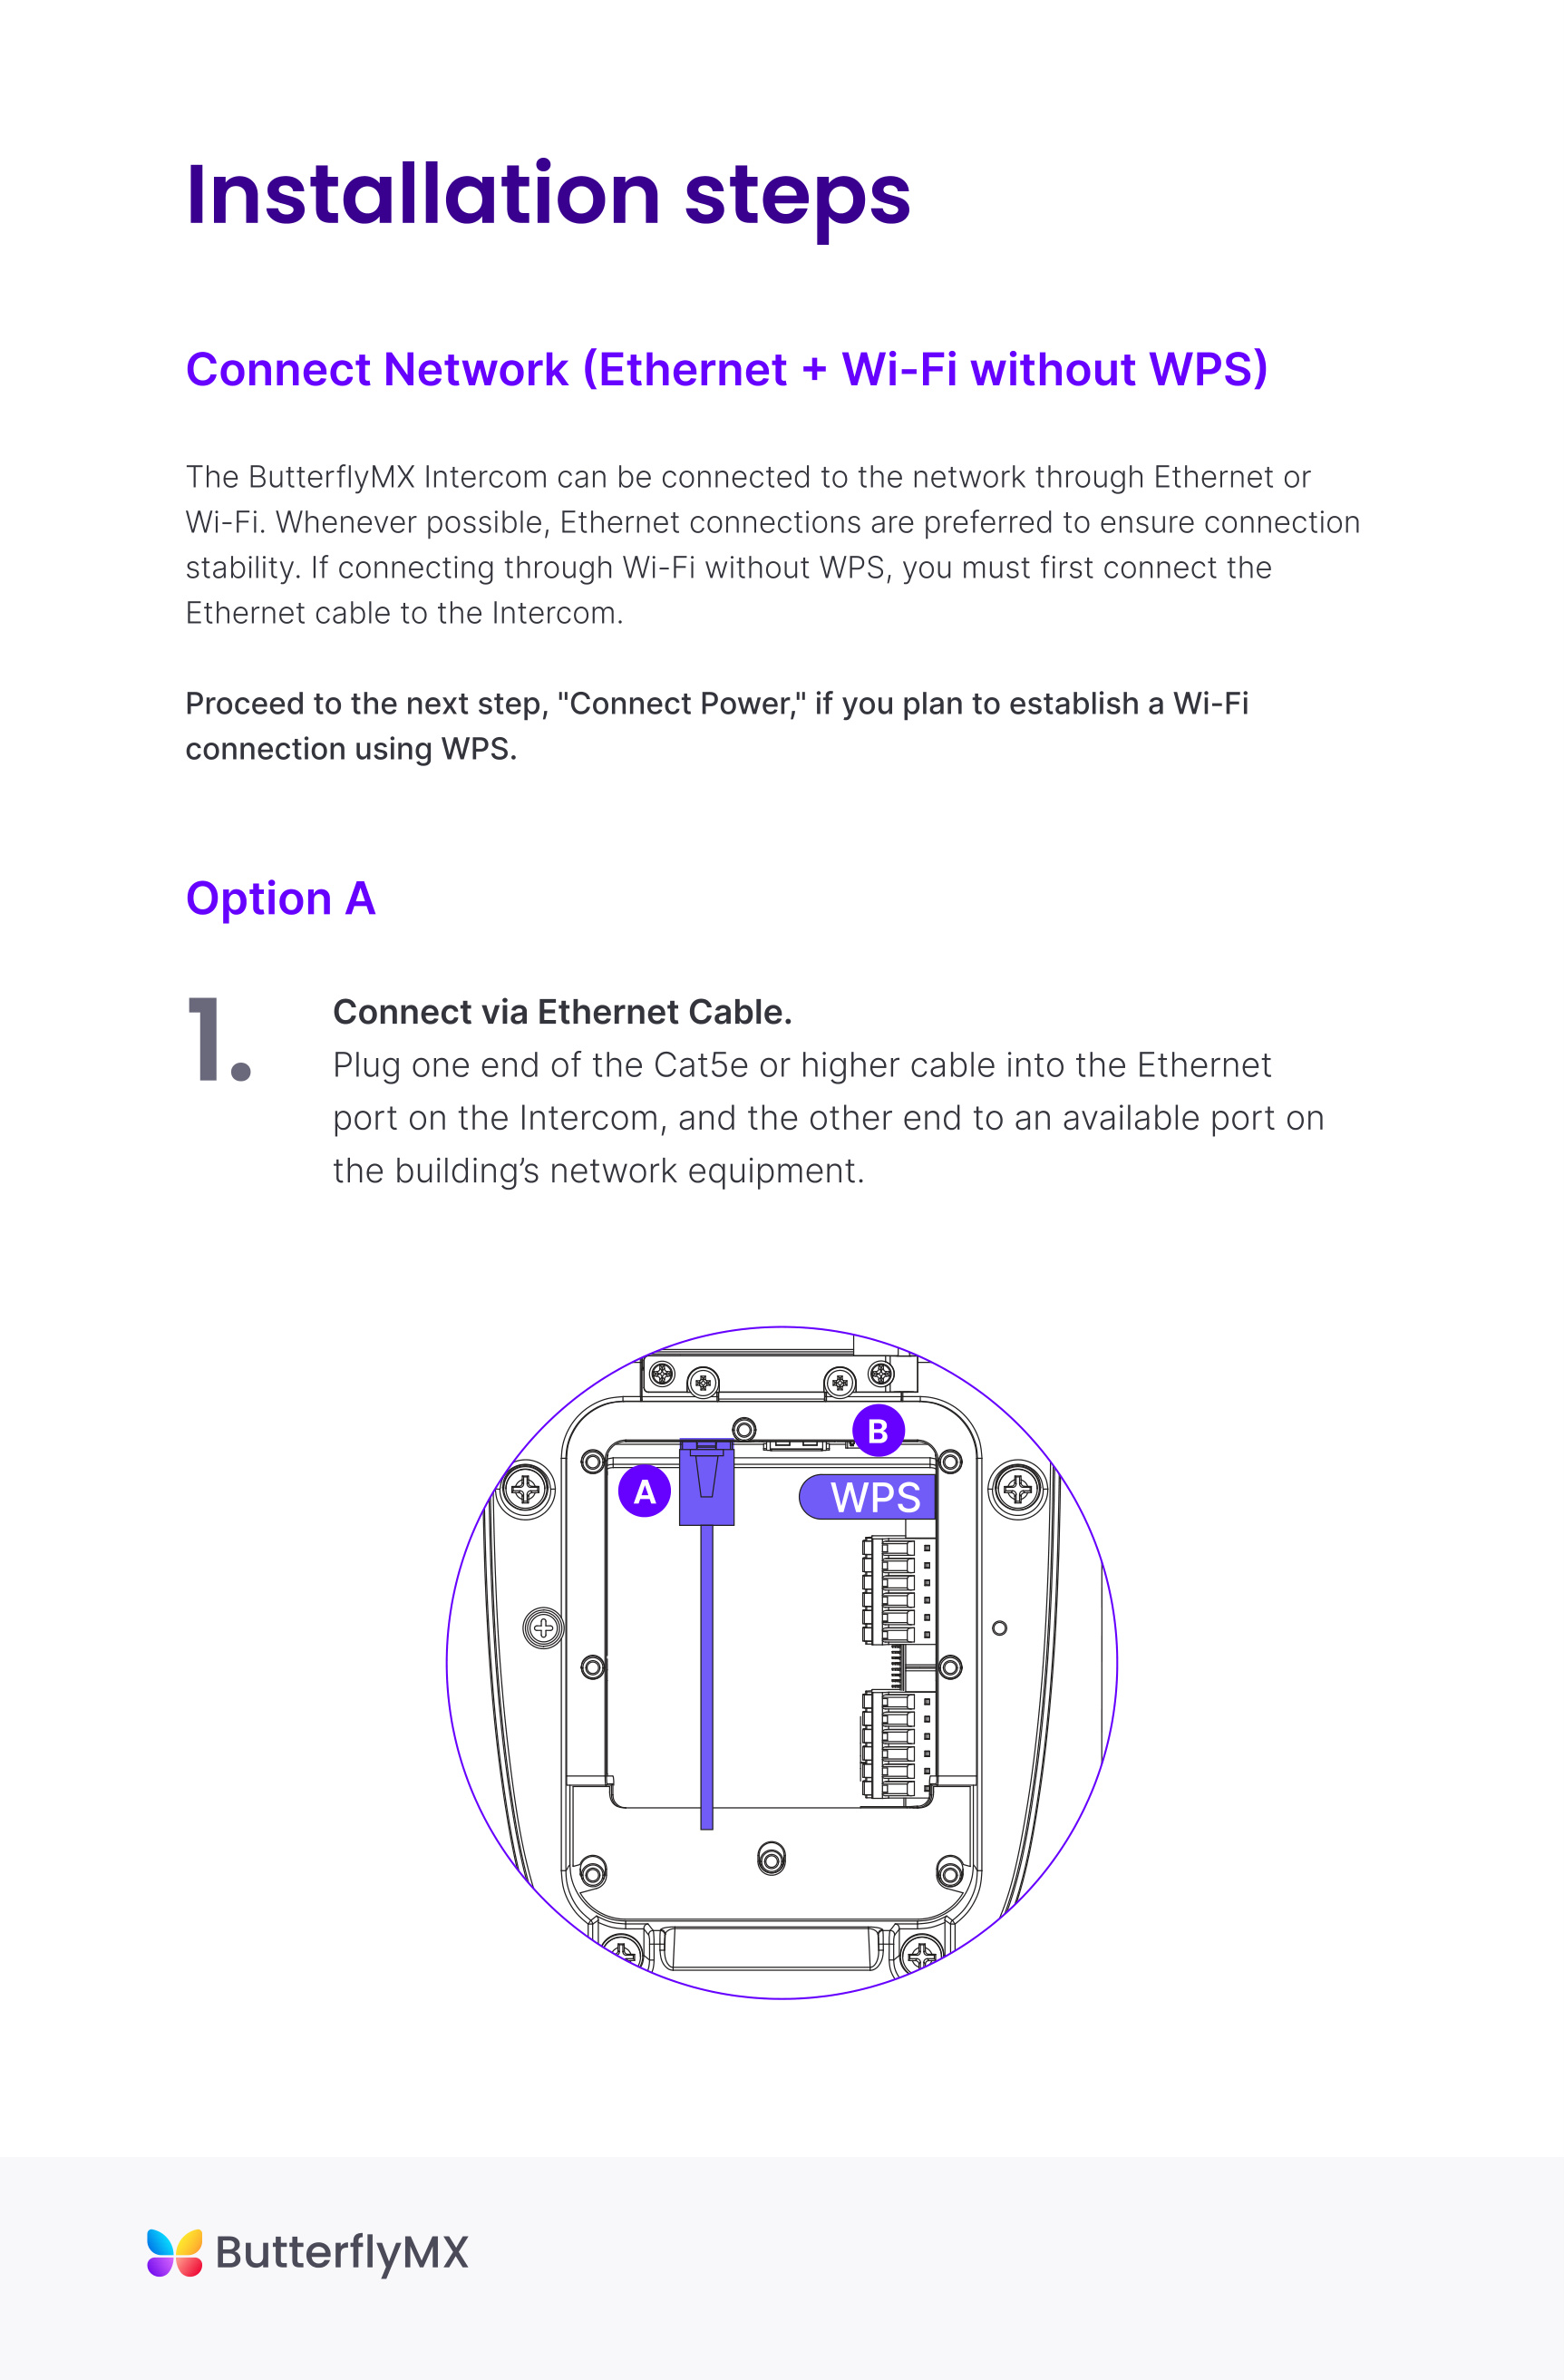 Installation steps
Connect Network (Ethernet + Wi-Fi without WPS)
The ButterflyMX Intercom can be connected to the network through Ethernet or
Wi-Fi. Whenever possible, Ethernet connections are preferred to ensure connection
stability. If connecting through Wi-Fi without WPS, you must first connect the
Ethernet cable to the Intercom.
Proceed to the next step, "Connect Power," if you plan to establish a Wi-Fi
connection using WPS.
Option A
1.
Connect via Ethernet Cable.
Plug one end of the Cat5e or higher cable into the Ethernet
port on the Intercom, and the other end to an available port on
the building’s network equipment.
B
A
WPS
ButterflyMX